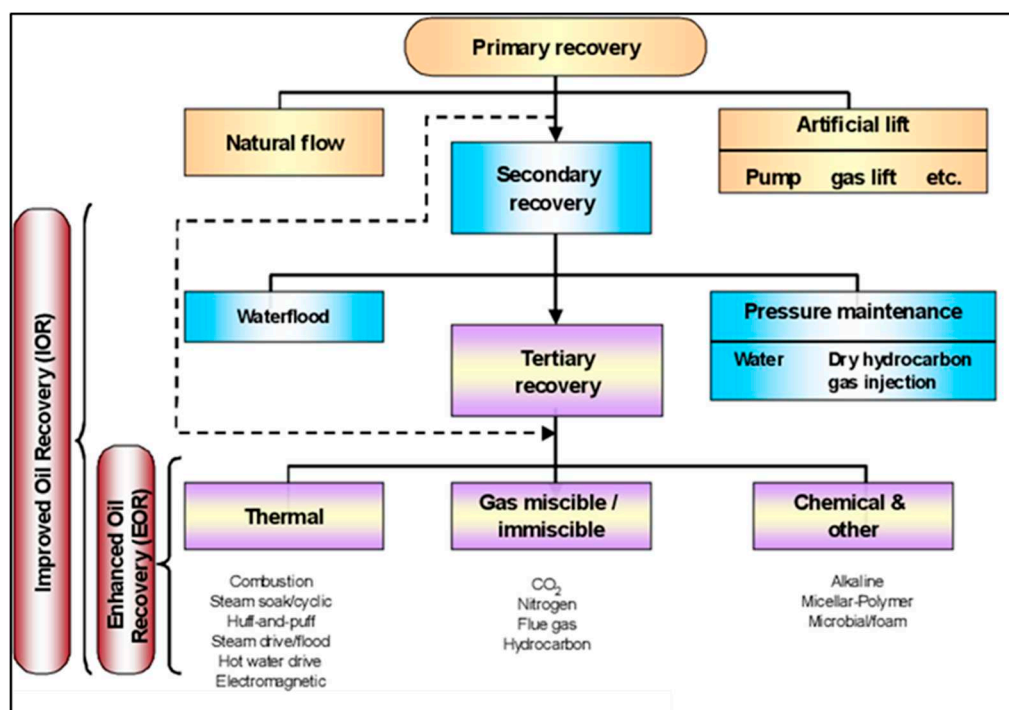 Primary recovery
Natural flow
Artificial lift
Pump gas lift etc.
Secondary
recovery
Waterflood
Pressure maintenance
Water Dry hydrocarbon
gas injection
Tertiary
recovery
Improved Oil Recovery (IOR)
Enhanced Oil
Recovery (EOR)
Thermal
Combustion
Steam soak/cyclic
Huff-and-puff
Steam drive/flood
Hot water drive
Electromagnetic
Gas miscible /
immiscible
CO₂
Nitrogen
Flue gas
Hydrocarbon
Chemical &
other
Alkaline
Micellar-Polymer
Microbial/foam